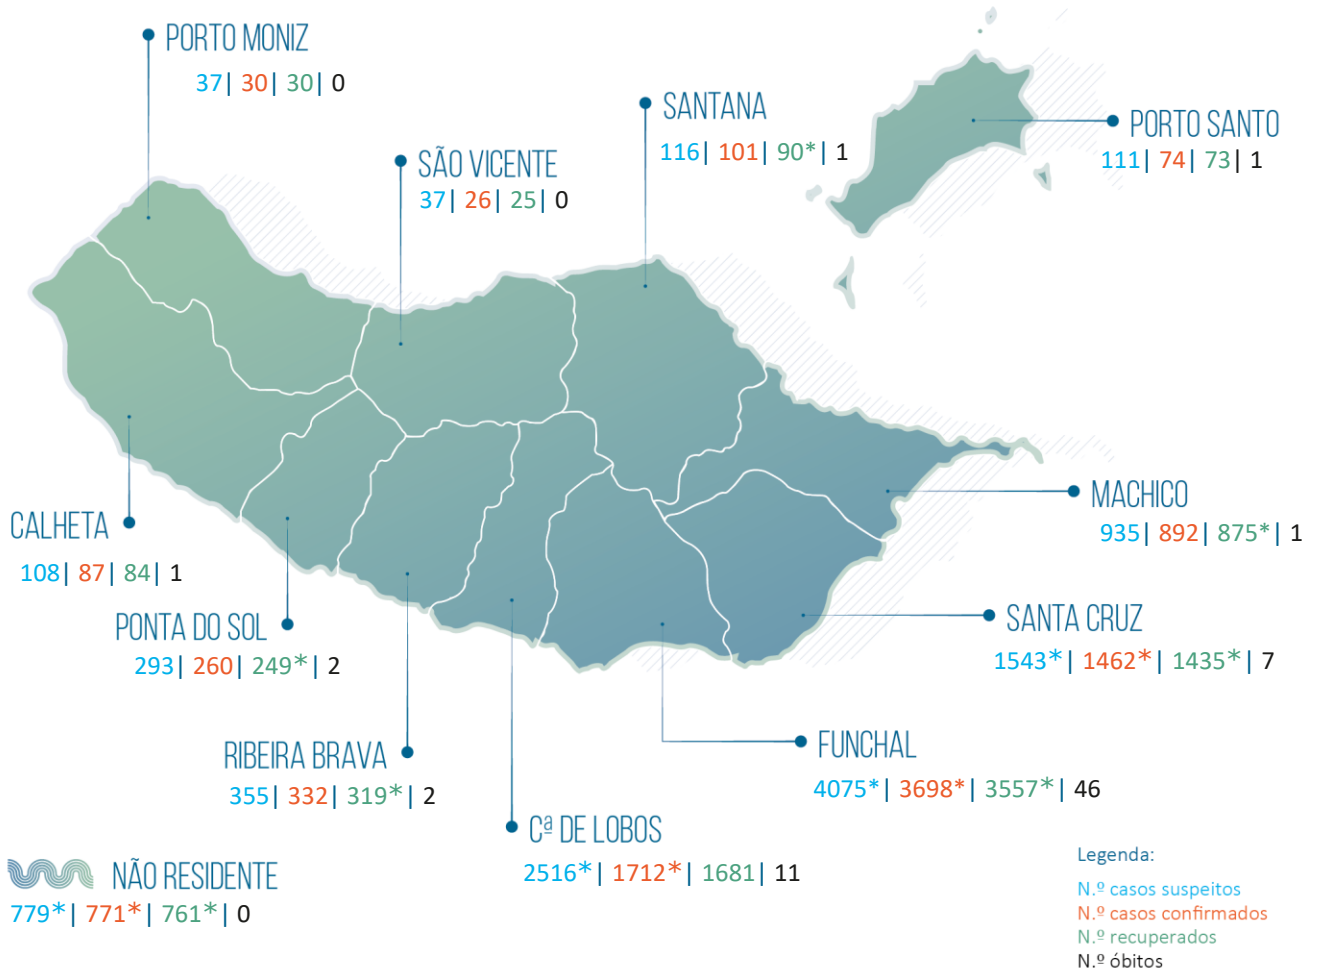 PORTO MONIZ
37| 30| 30| 0
SANTANA
116| 101| 90*| 1
PORTO SANTO
111| 74| 73| 1
SÃO VICENTE
37| 26| 25| 0
MACHICO
935| 892| 875*| 1
CALHETA
108| 87| 84| 1
PONTA DO SOL
293| 260| 249*| 2
SANTA CRUZ
1543*| 1462*| 1435*| 7
RIBEIRA BRAVA
355| 332| 319*| 2
FUNCHAL
4075*| 3698*| 3557*| 46
Cª DE LOBOS
2516*| 1712*| 1681| 11
NÃO RESIDENTE
779*| 771*| 761*| 0
Legenda:
N.º casos suspeitos
N.º casos confirmados
N.º recuperados
N.º óbitos